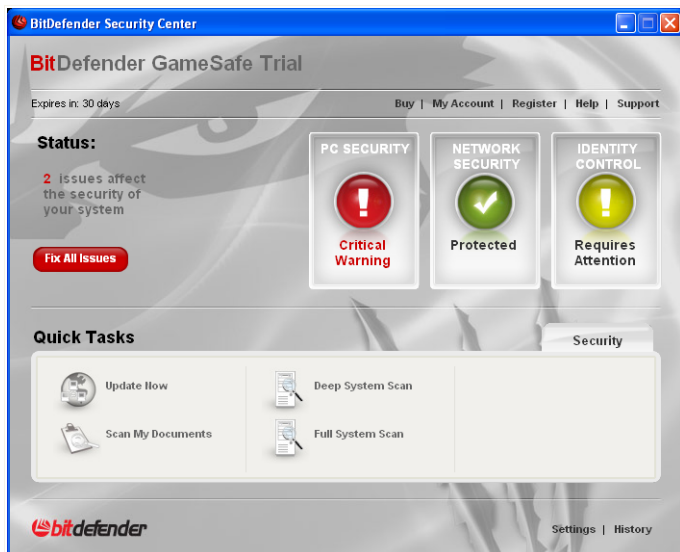 BitDefender Security Center
BitDefender GameSafe Trial
Expires in: 30 days
Buy | My Account | Register | Help | Support
Status:
2 issues affect
the security of
your system
Fix All Issues
PC SECURITY
Critical
Warning
NETWORK
SECURITY
Protected
IDENTITY
CONTROL
Requires
Attention
Quick Tasks
Security
Update Now
Deep System Scan
Scan My Documents
Full System Scan
bitdefender
Settings | History